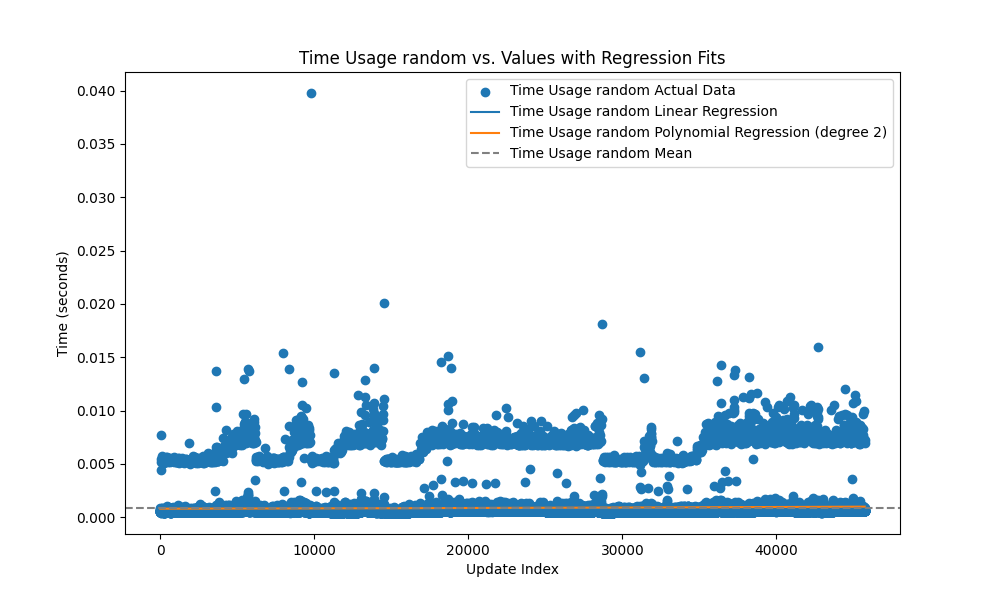 Time Usage random vs. Values with Regression Fits
Time Usage random Actual Data
Time Usage random Linear Regression
Time Usage random Polynomial Regression (degree 2)
Time Usage random Mean
Time (seconds)
0.040
0.035
0.030
0.025
0.020
0.015
0.010
0.005
0.000
0 10000 20000 30000 40000
Update Index